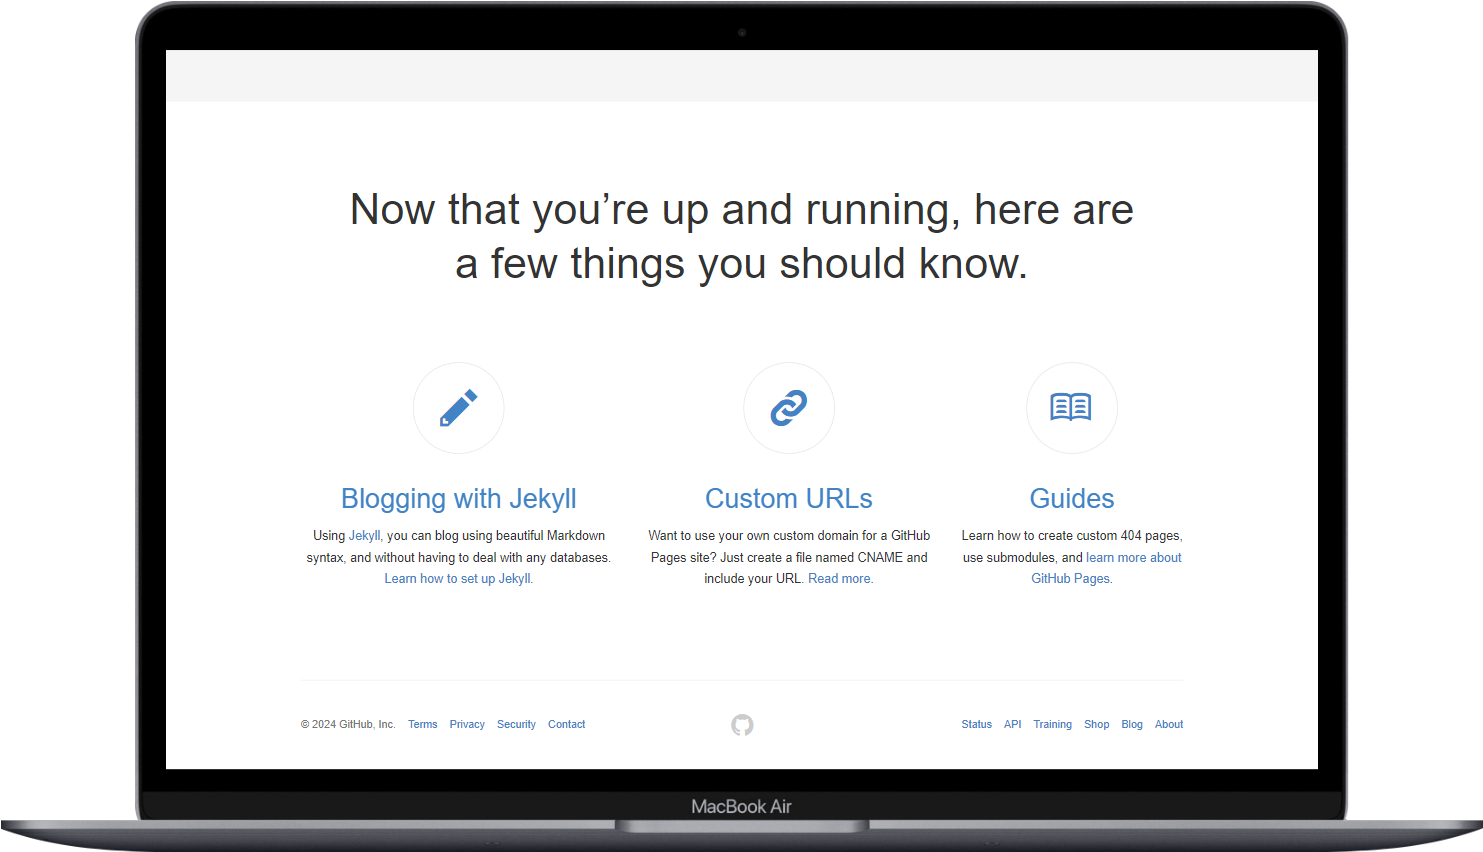 Now that you’re up and running, here are
a few things you should know.
Blogging with Jekyll
Using Jekyll, you can blog using beautiful Markdown
syntax, and without having to deal with any databases.
Learn how to set up Jekyll.
Custom URLs
Want to use your own custom domain for a GitHub
Pages site? Just create a file named CNAME and
include your URL. Read more.
Guides
Learn how to create custom 404 pages,
use submodules, and learn more about
GitHub Pages.
© 2024 GitHub, Inc. Terms Privacy Security Contact
Status API Training Shop Blog About
MacBook Air